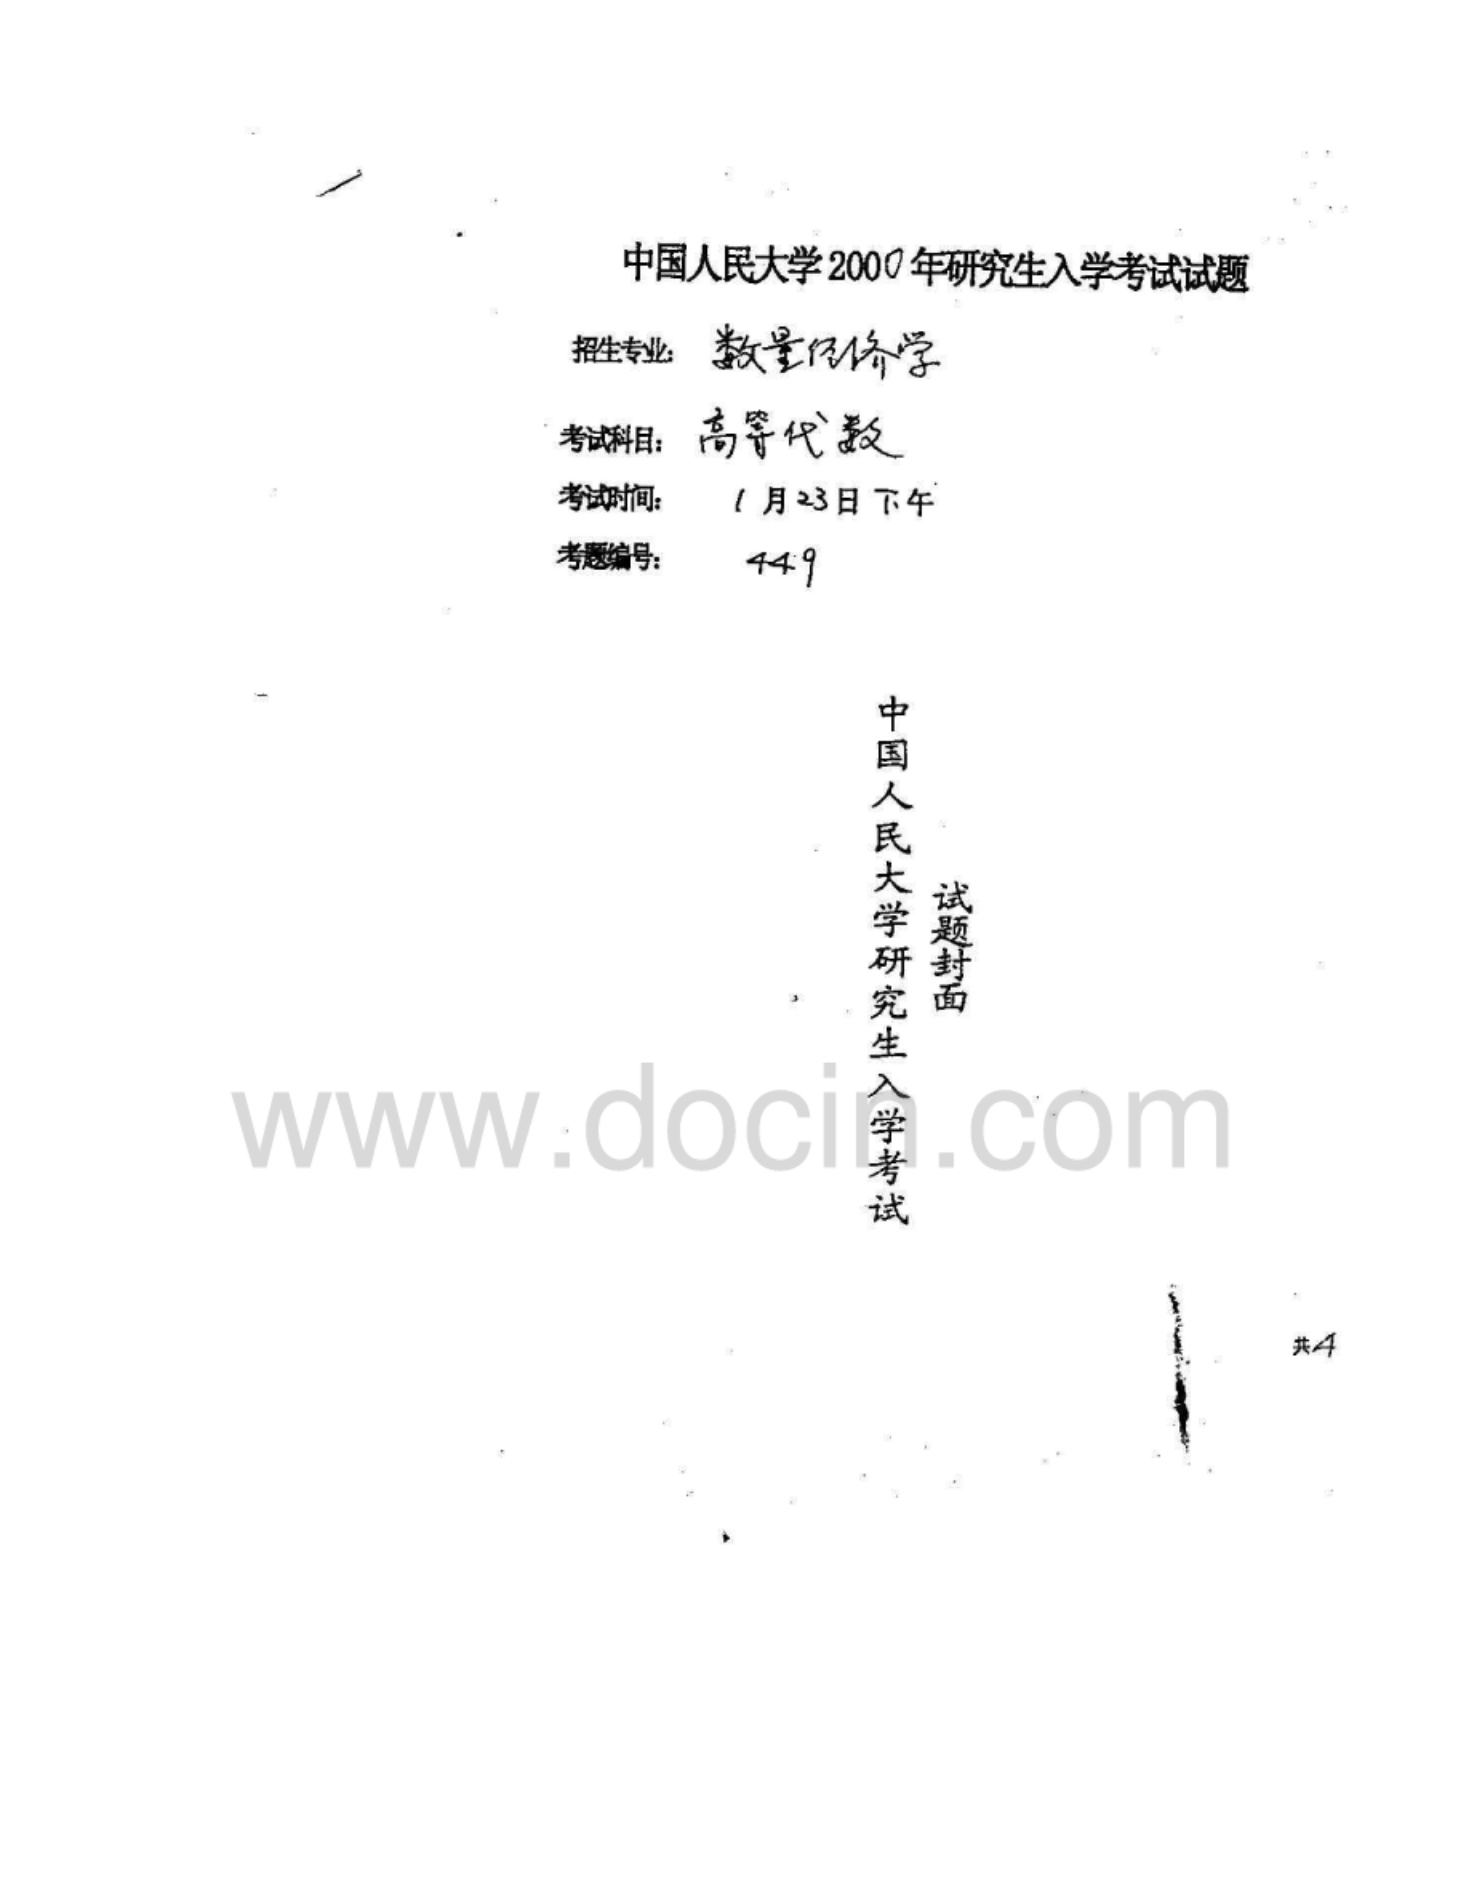 中国人民大学2000年研究生入学考试试题
招生专业: 数量经济学
考试科目: 高等代数
考试时间: 1月23日下午
考题编号: 449
中国人民大学研究生入学考试
试题封面
www.docin.com
共4